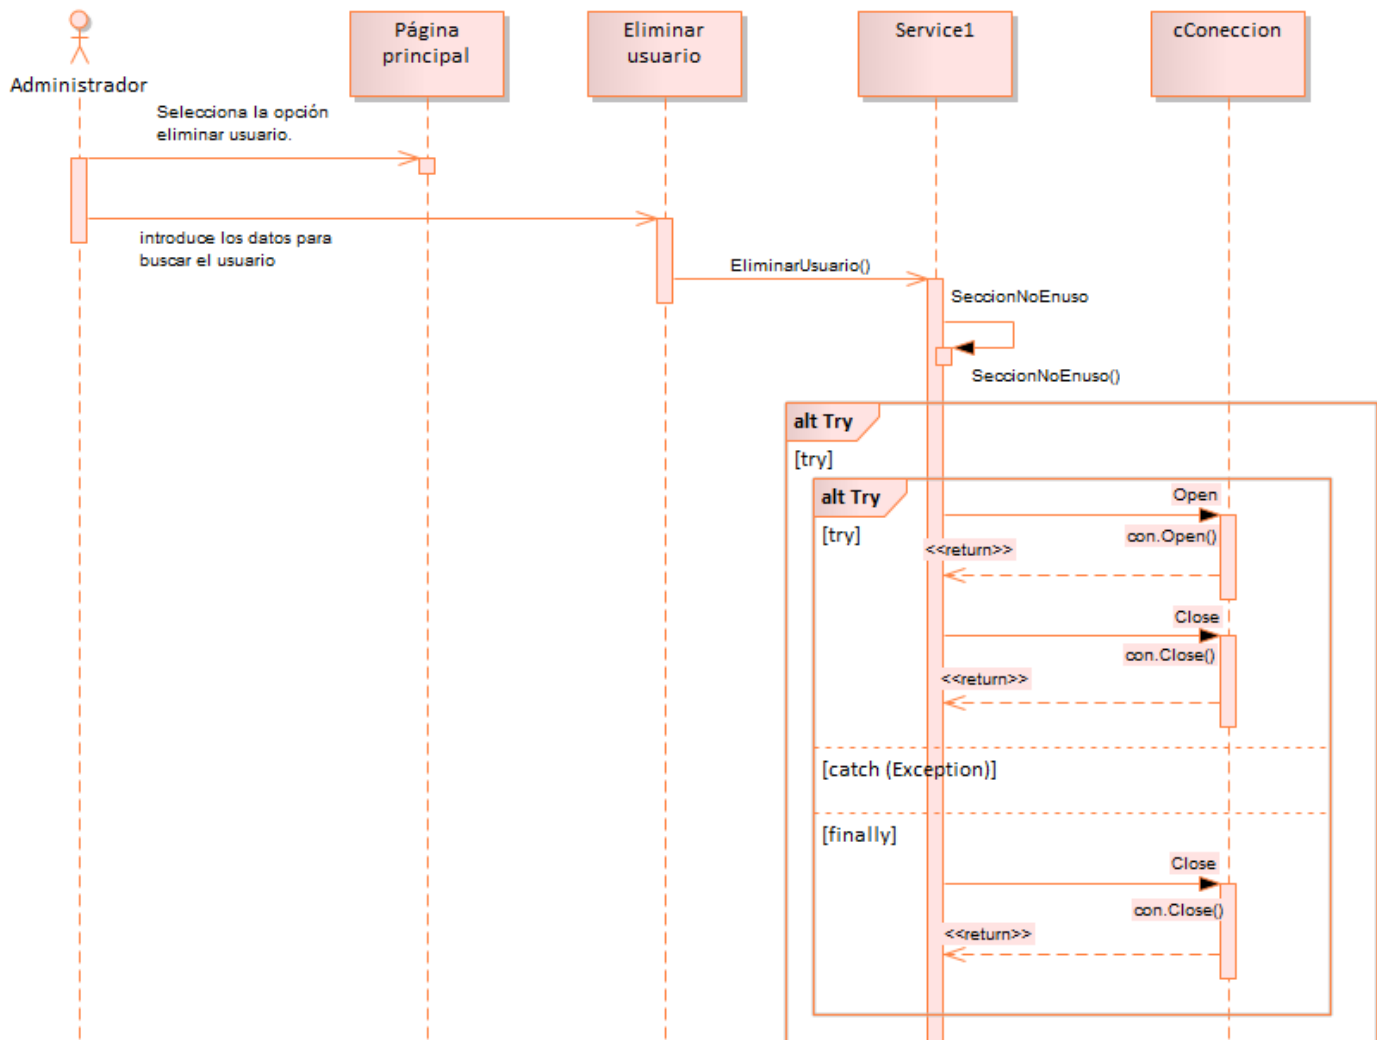 Administrador
Página
principal
Eliminar
usuario
Service1
cConeccion
Selecciona la opción
eliminar usuario.
introduce los datos para
buscar el usuario
EliminarUsuario()
SeccionNoEnuso
SeccionNoEnuso()
alt Try
[try]
alt Try
[try]
Open
con.Open()
<<return>>
Close
con.Close()
<<return>>
[catch (Exception)]
[finally]
Close
con.Close()
<<return>>